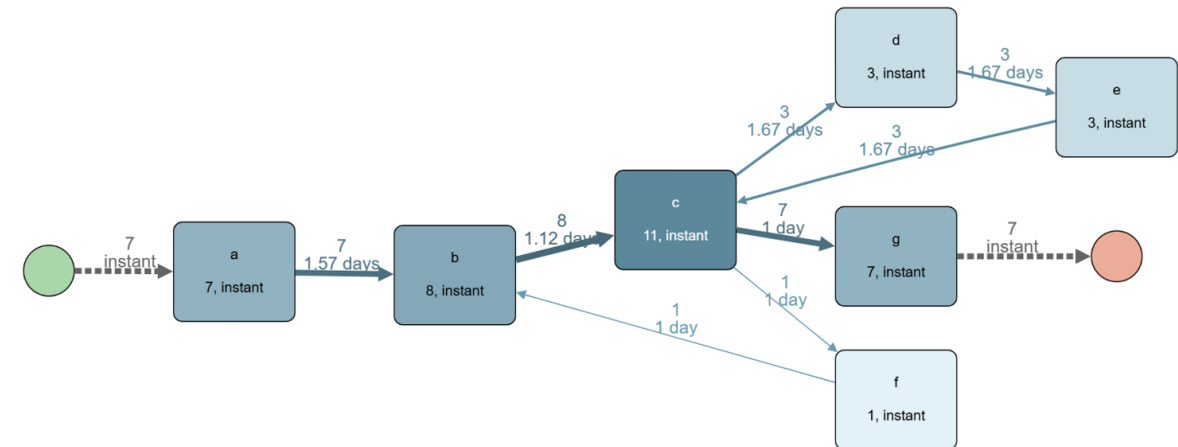 d
3, instant
3
1.67 days
e
3, instant
3
1.67 days
3
1.67 days
c
11, instant
8
1.12 days
7
1 day
g
7, instant
7
instant
7
instant
a
7, instant
7
1.57 days
b
8, instant
1
1 day
1
1 day
f
1, instant